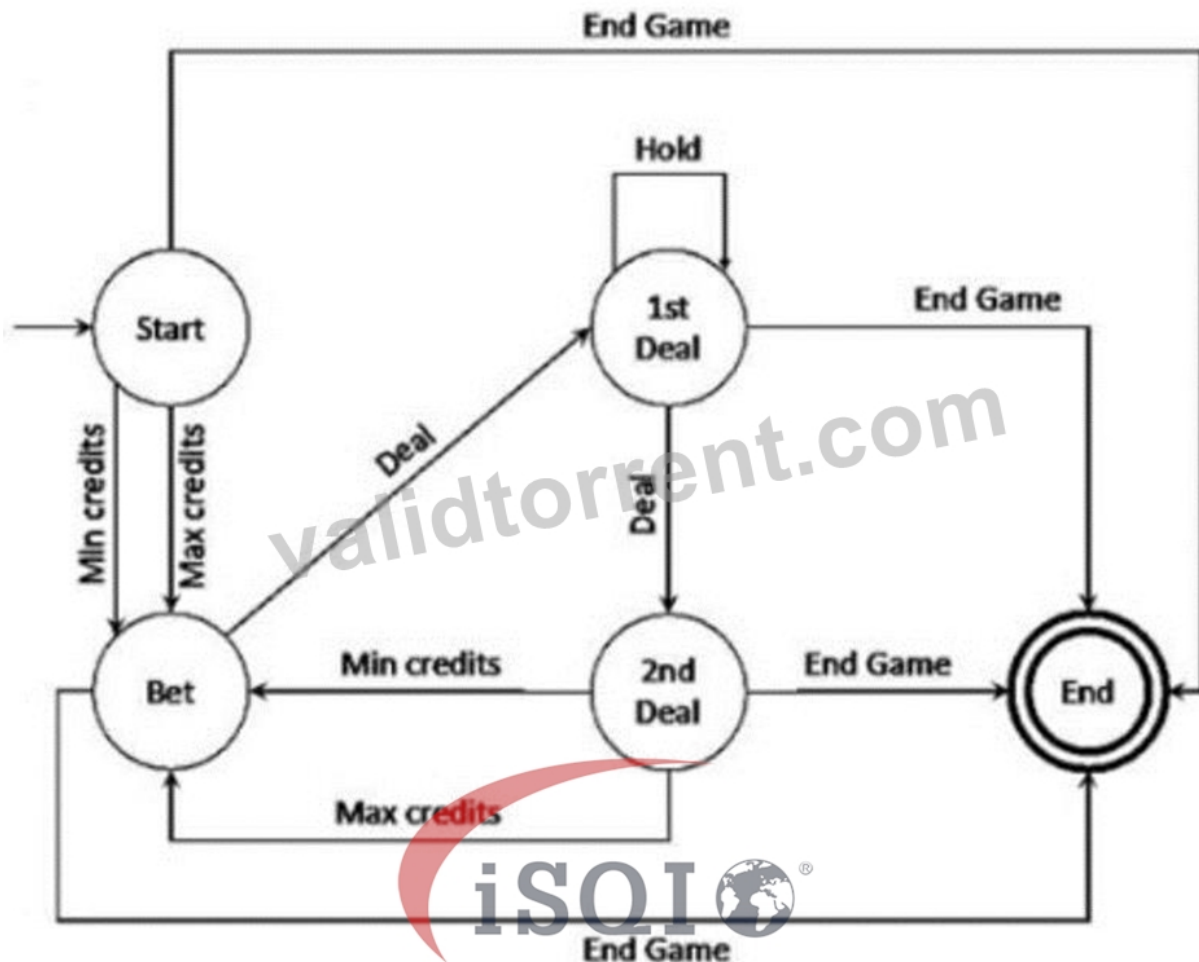 End Game
Hold
Start
1st
Deal
End Game
Min credits
Max credits
Deal
Deal
validtorrent.com
Bet
Min credits
2nd
Deal
End Game
End
Max credits
iSQI®
End Game